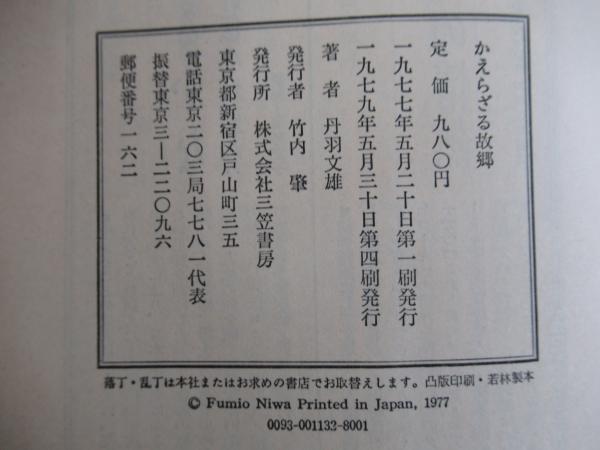 かえらざる故郷
定価 九八〇円
一九七七年五月二十日第一刷発行
一九七九年五月三十日第四刷発行
著者 丹羽文雄
発行者 竹内肇
発行所 株式会社三笠書房
東京都新宿区戸山町三五
電話東京二〇三局七七八一代表
振替東京三―二二〇九六
郵便番号一六二
落丁・乱丁は本社またはお求めの書店でお取替えします。凸版印刷・若林製本
© Fumio Niwa Printed in Japan, 1977
0093-001132-8001